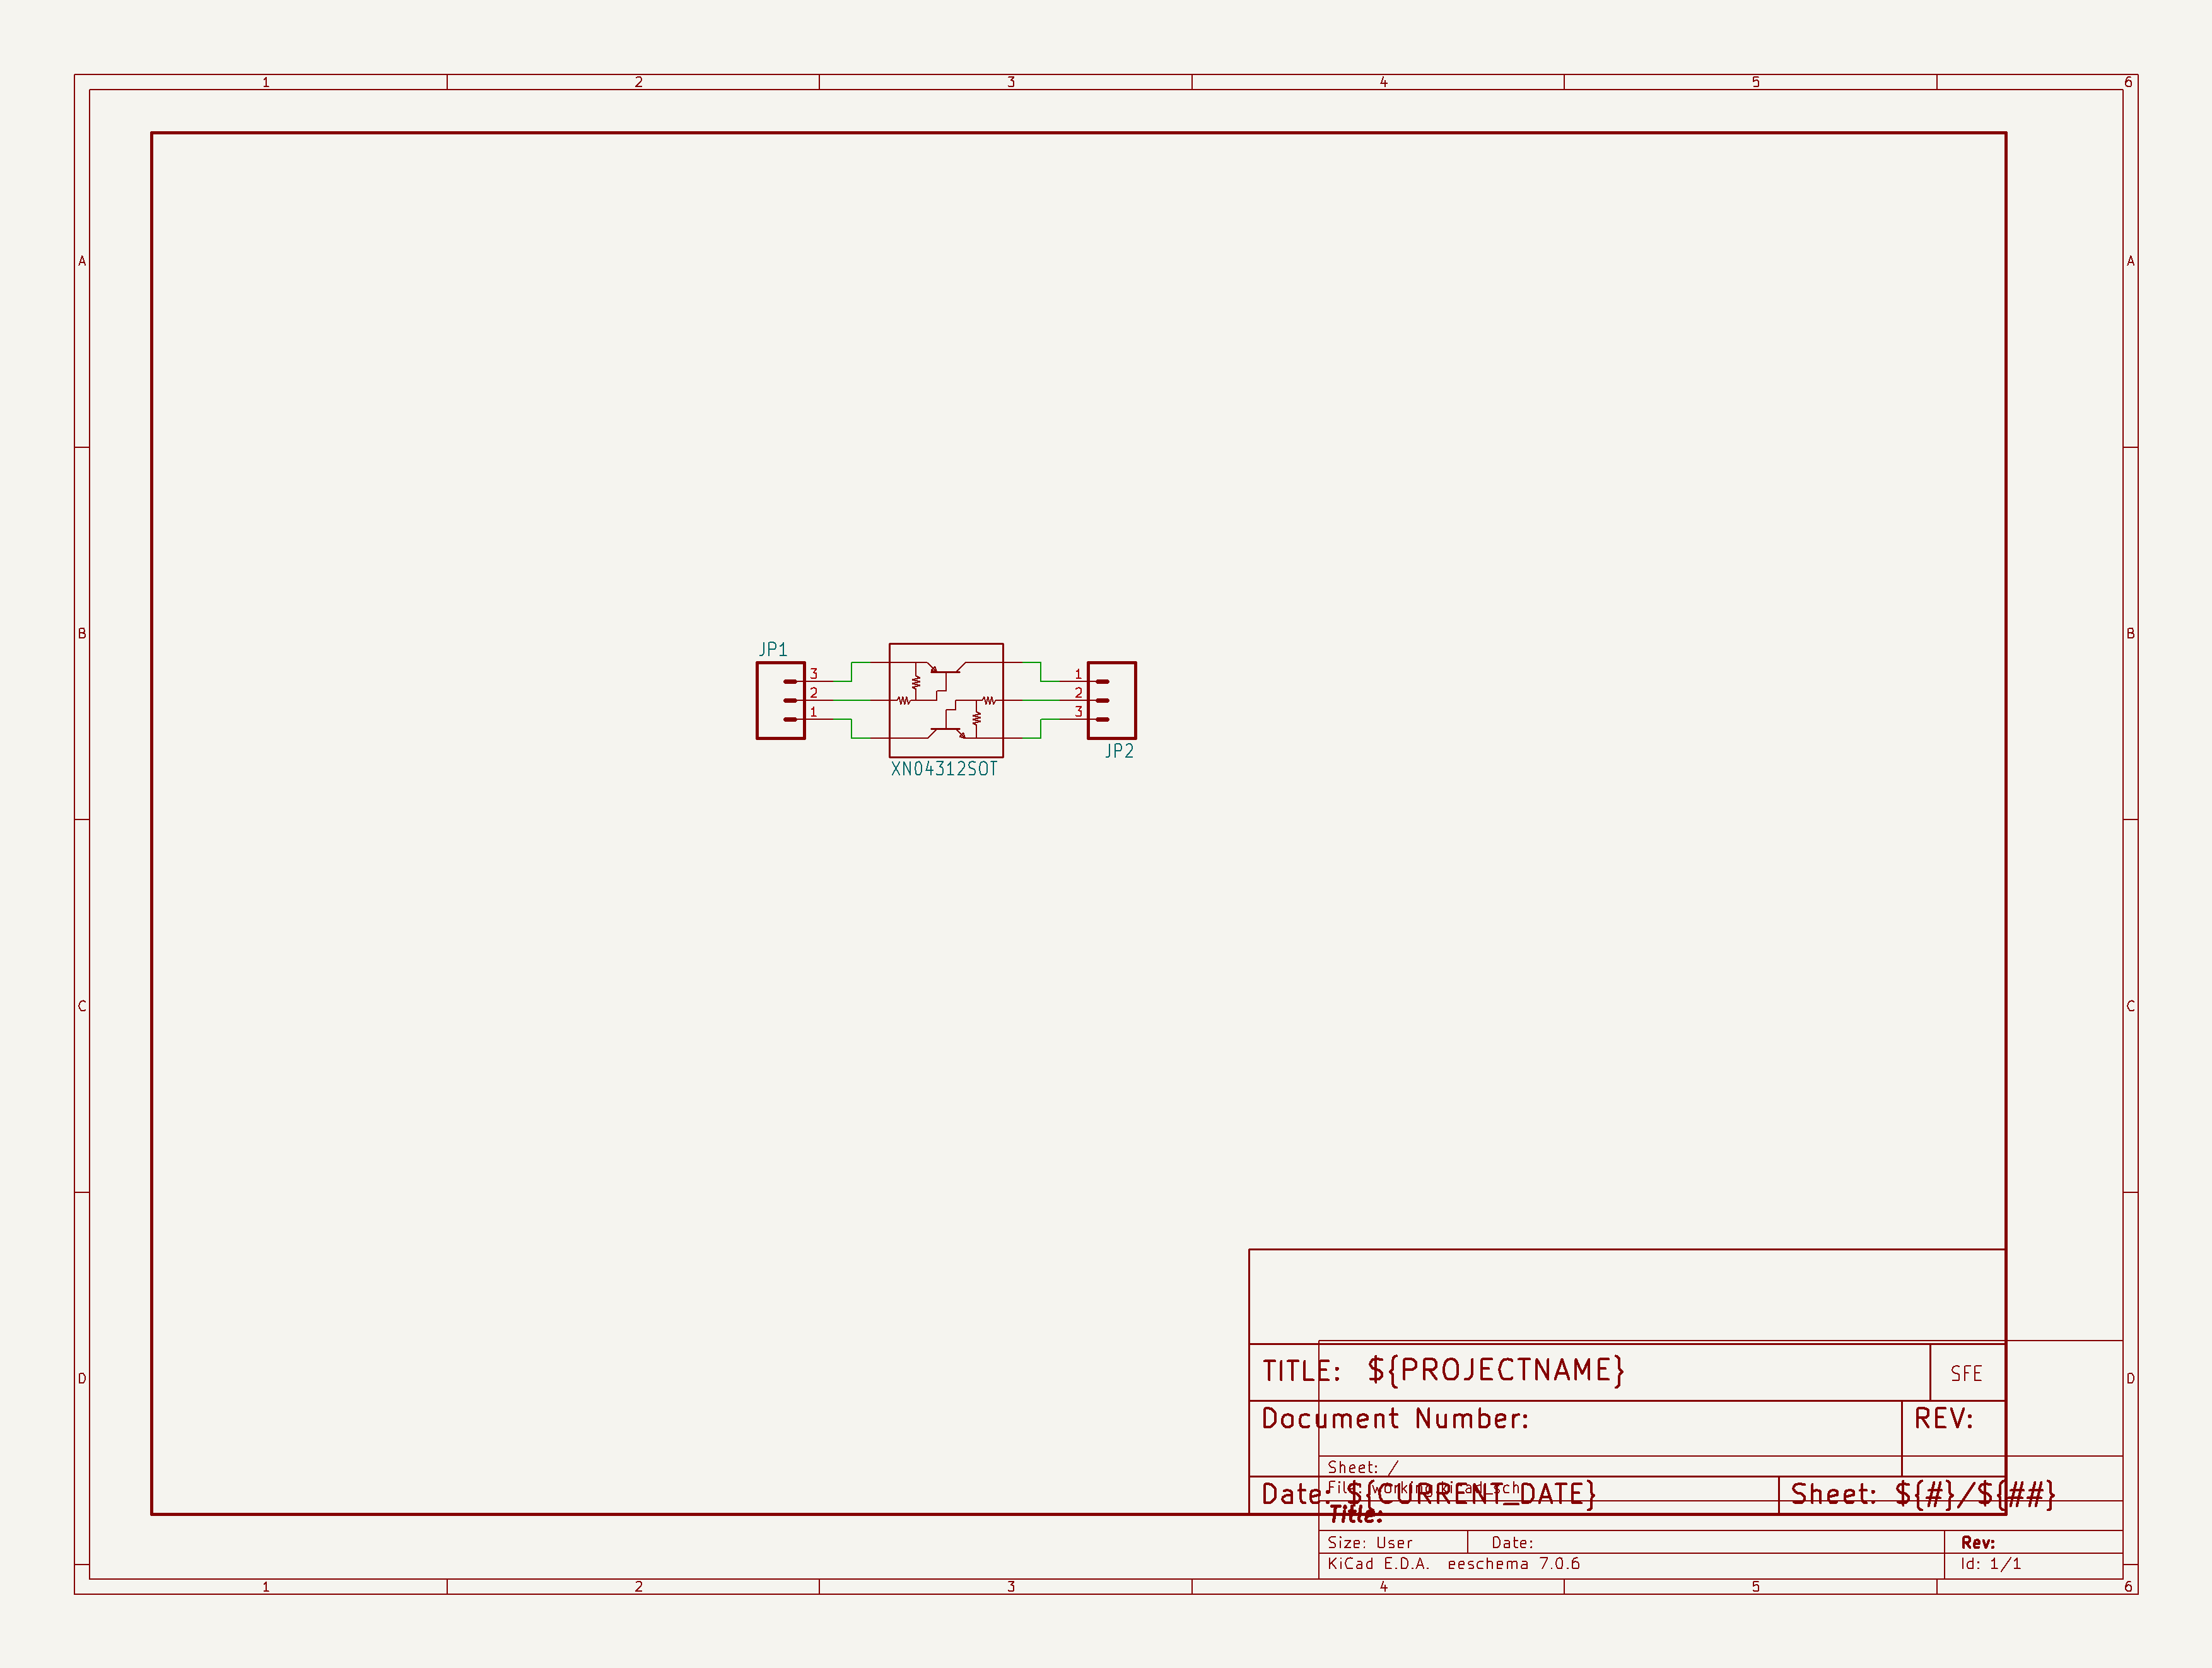 1 2 3 4 5 6
A A
B B
JP1
3 1
2 2
1 3
JP2
XN04312SOT
C C
D D
TITLE: ${PROJECTNAME} SFE
Document Number: REV:
Sheet: /
File: working.kicad_sch
Date: ${CURRENT_DATE} Sheet: ${#}/${##}
Title:
Size: User Date: Rev:
KiCad E.D.A. eeschema 7.0.6 Id: 1/1
1 2 3 4 5 6